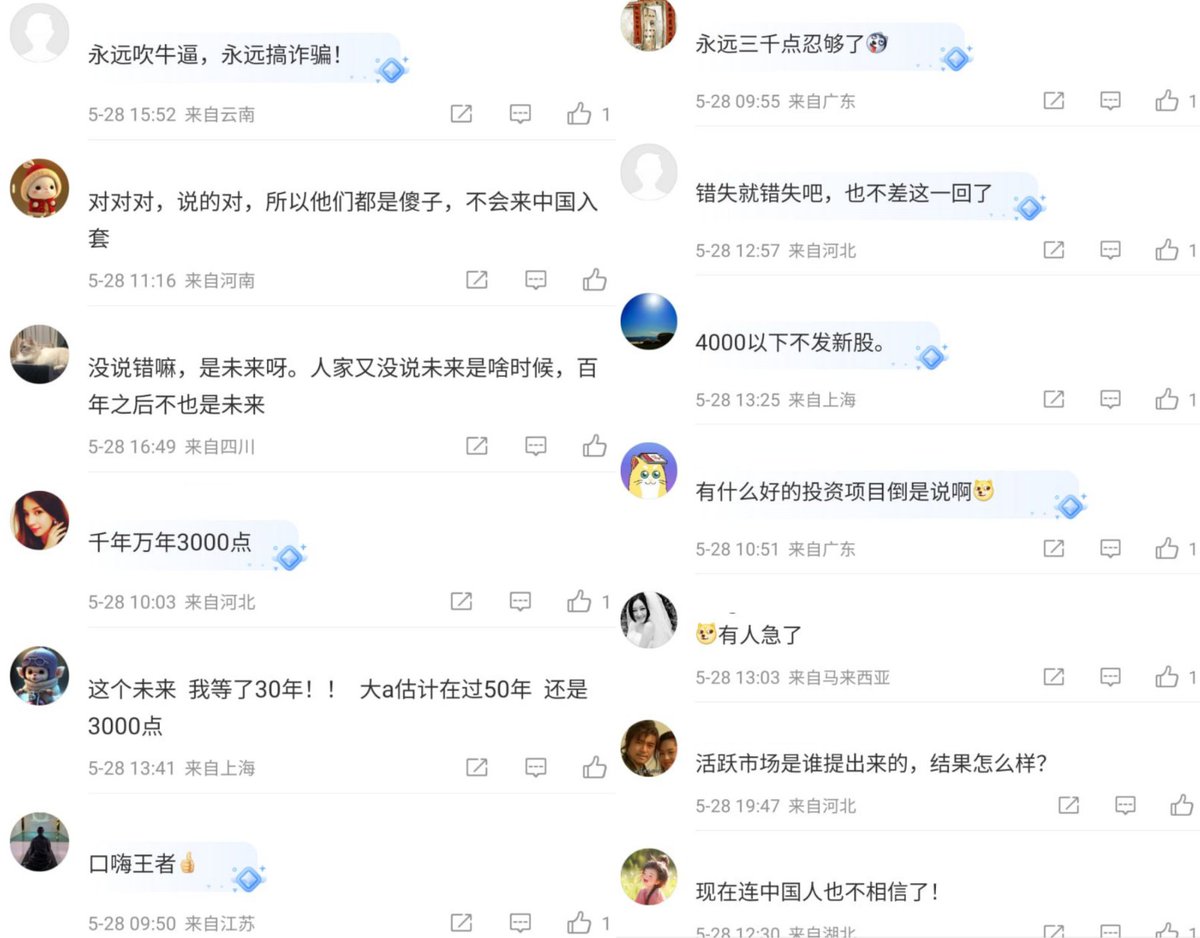 永远吹牛逼，永远搞诈骗！
5-28 15:52 来自云南
1
对对对，说的对，所以他们都是傻子，不会来中国入
套
5-28 11:16 来自河南
没说错嘛，是未来呀。人家又没说未来是啥时候，百
年之后不也是未来
5-28 16:49 来自四川
千年万年3000点
5-28 10:03 来自河北
1
这个未来 我等了30年！！ 大a估计在过50年 还是
3000点
5-28 13:41 来自上海
口嗨王者👍
5-28 09:50 来自江苏
1
永远三千点忍够了
5-28 09:55 来自广东
1
错失就错失吧，也不差这一回了
5-28 12:57 来自河北
1
4000以下不发新股。
5-28 13:25 来自上海
1
有什么好的投资项目倒是说啊
5-28 10:51 来自广东
1
有人急了
5-28 13:03 来自马来西亚
1
活跃市场是谁提出来的，结果怎么样？
5-28 19:47 来自河北
现在连中国人也不相信了！
5-28 12:30 来自湖北
1